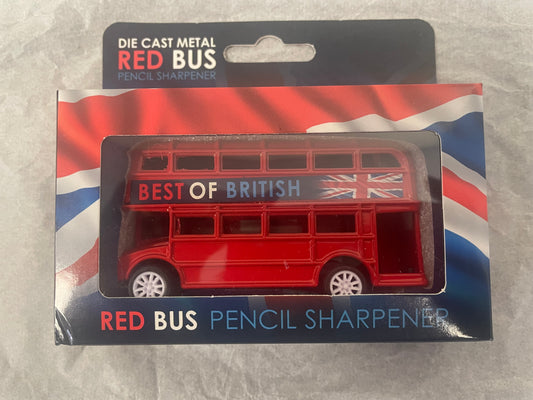 DIE CAST METAL
RED BUS
PENCIL SHARPENER
BEST OF BRITISH
RED BUS PENCIL SHARPENER